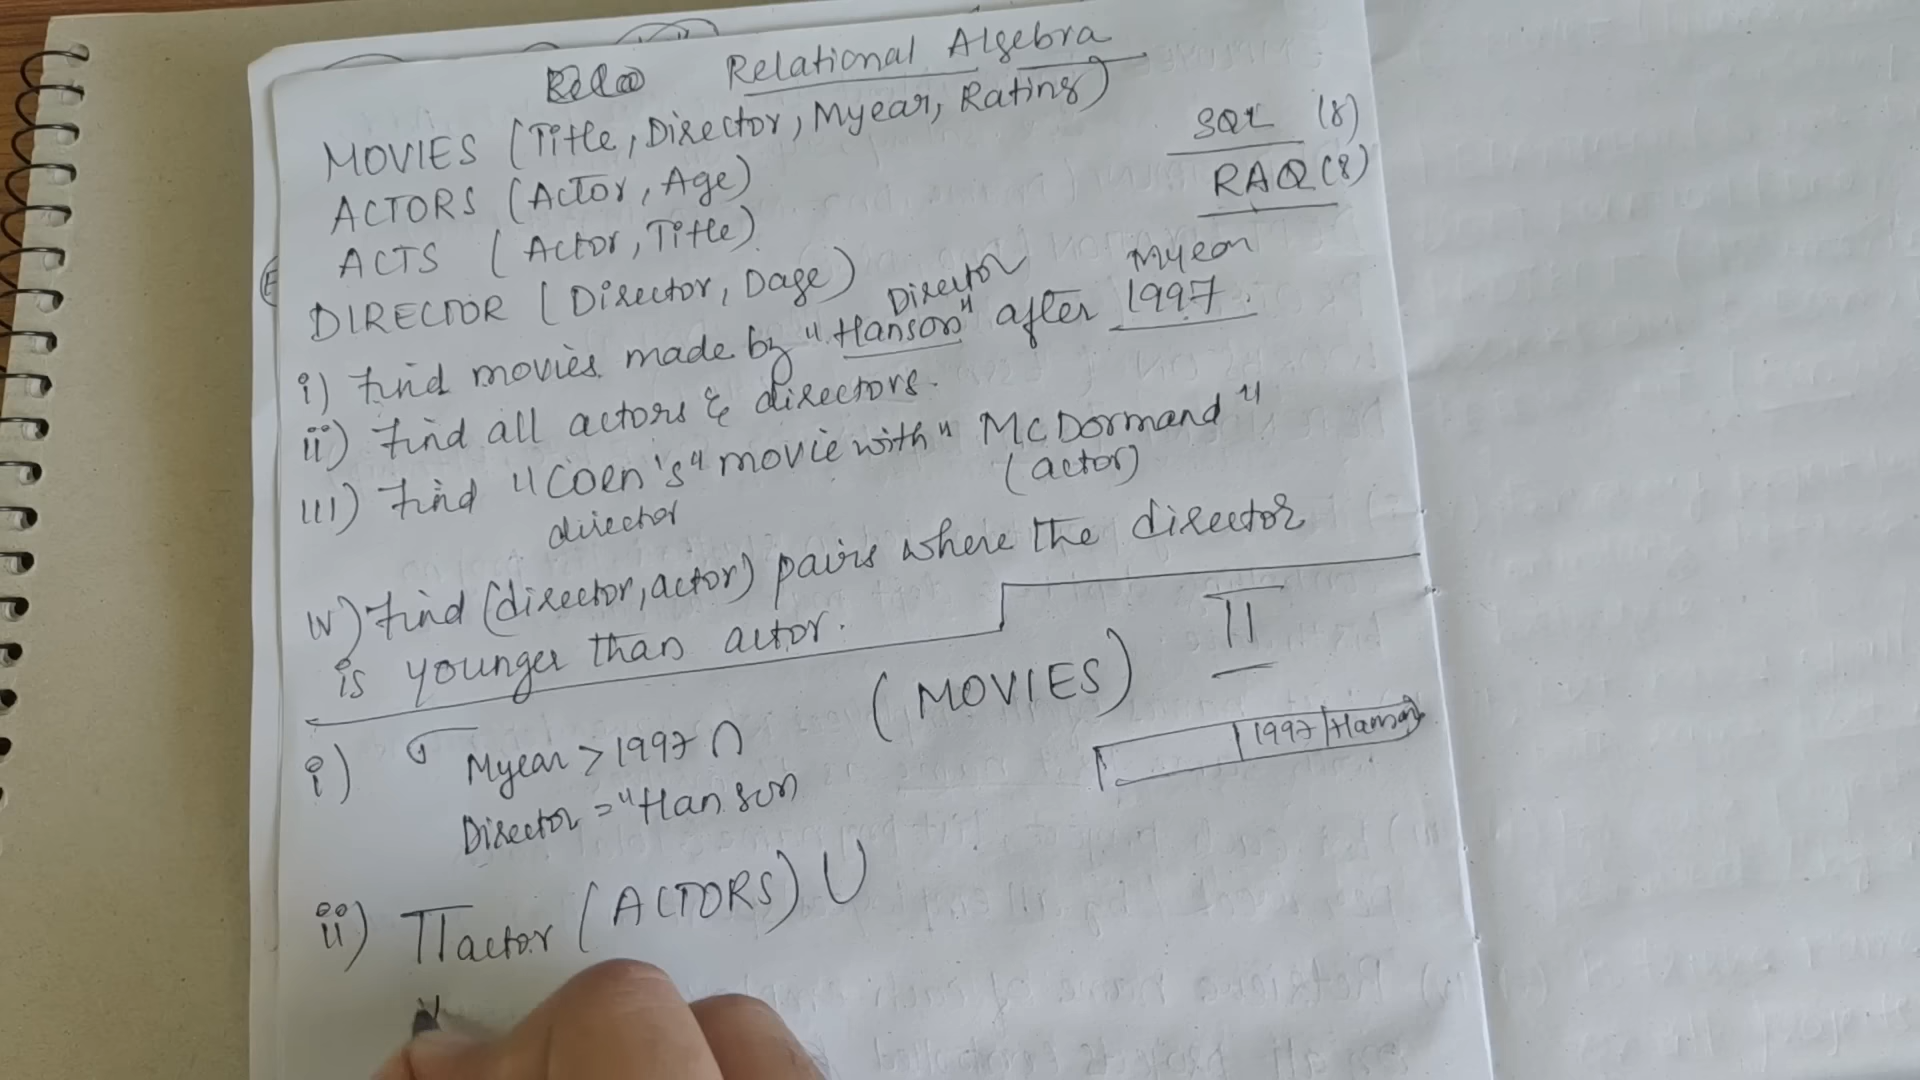 Relational Algebra
MOVIES (Title, Director, Myear, Rating)
ACTORS (Actor, Age)
ACTS (Actor, Title)
DIRECTOR (Director, Dage)
SQL (8)
RAQ (8)
Director Myear
i) Find movies made by "Hanson" after 1997.
ii) Find all actors & directors.
iii) Find "Coen's" movie with "McDormand"
director (actor)
iv) Find (director, actor) pairs where the director
is younger than actor.
i) σ Myear > 1997 ∩ (MOVIES) π
Director = "Hanson
1997 Hanson
ii) π actor (ACTORS) ∪